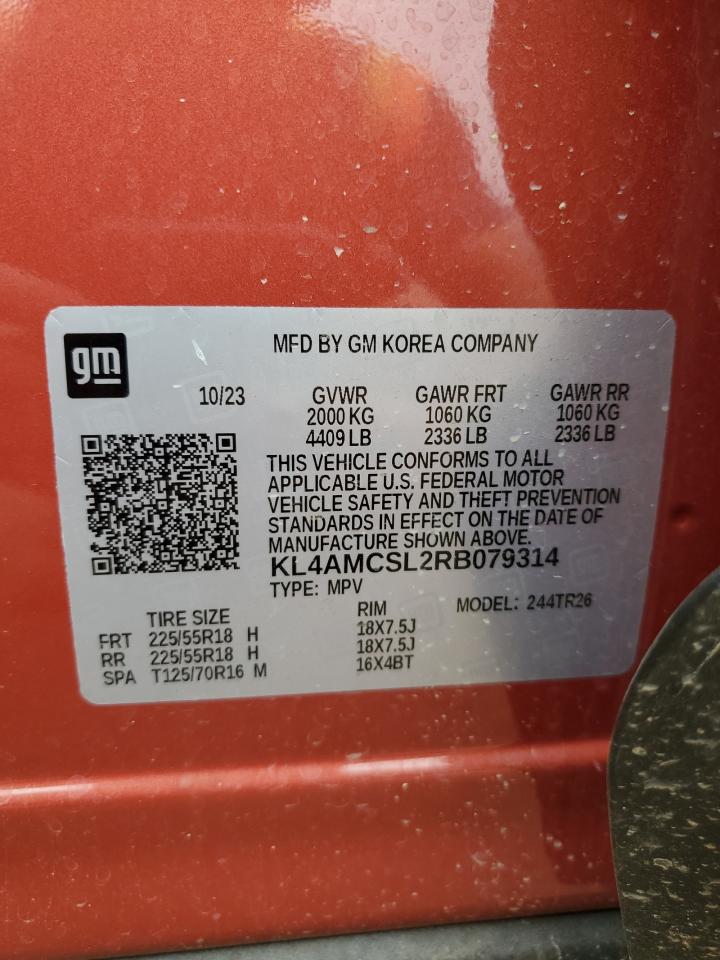 gm
MFD BY GM KOREA COMPANY
10/23 GVWR GAWR FRT GAWR RR
2000 KG 1060 KG 1060 KG
4409 LB 2336 LB 2336 LB
THIS VEHICLE CONFORMS TO ALL
APPLICABLE U.S. FEDERAL MOTOR
VEHICLE SAFETY AND THEFT PREVENTION
STANDARDS IN EFFECT ON THE DATE OF
MANUFACTURE SHOWN ABOVE.
KL4AMCSL2RB079314
TYPE: MPV MODEL: 244TR26
TIRE SIZE RIM
FRT 225/55R18 H 18X7.5J
RR 225/55R18 H 18X7.5J
SPA T125/70R16 M 16X4BT